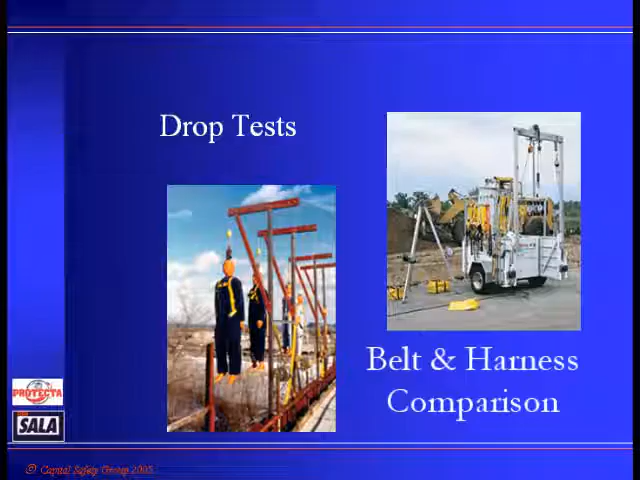 Drop Tests
Belt & Harness
Comparison
PROTECTA
SALA
© Capital Safety Group 2005